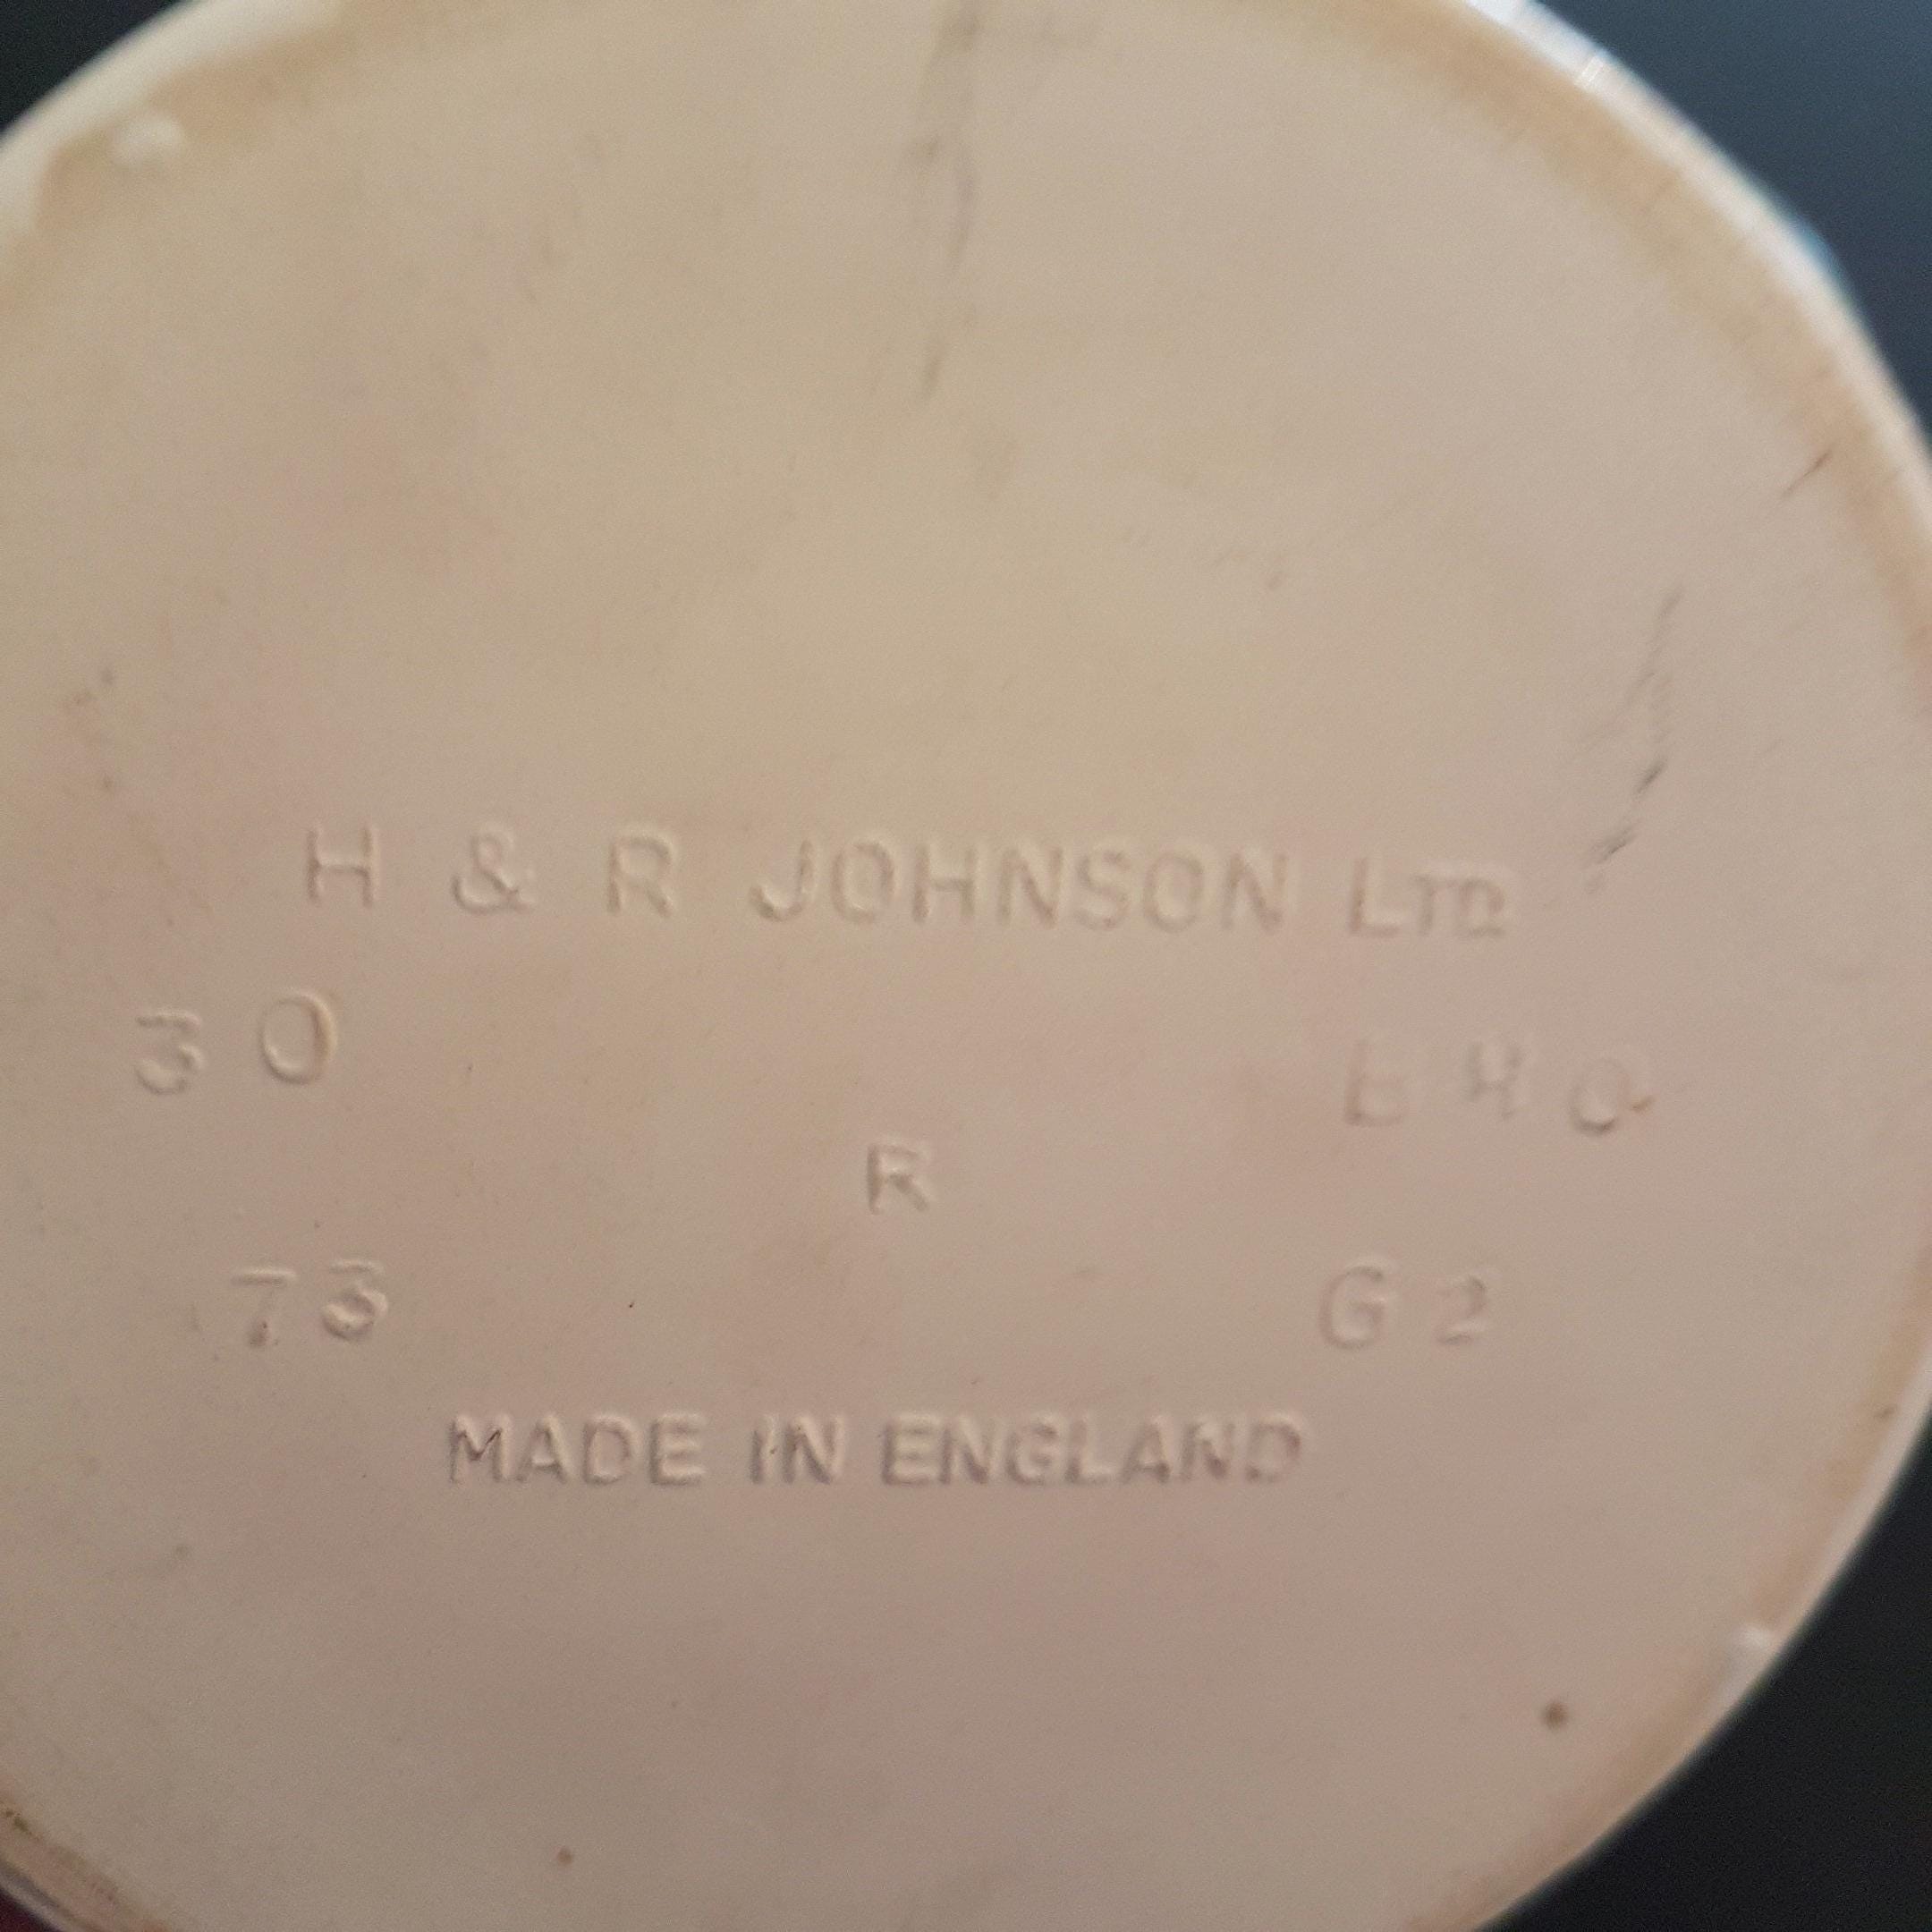 H & R JOHNSON LTD
30
R
73 G2
MADE IN ENGLAND